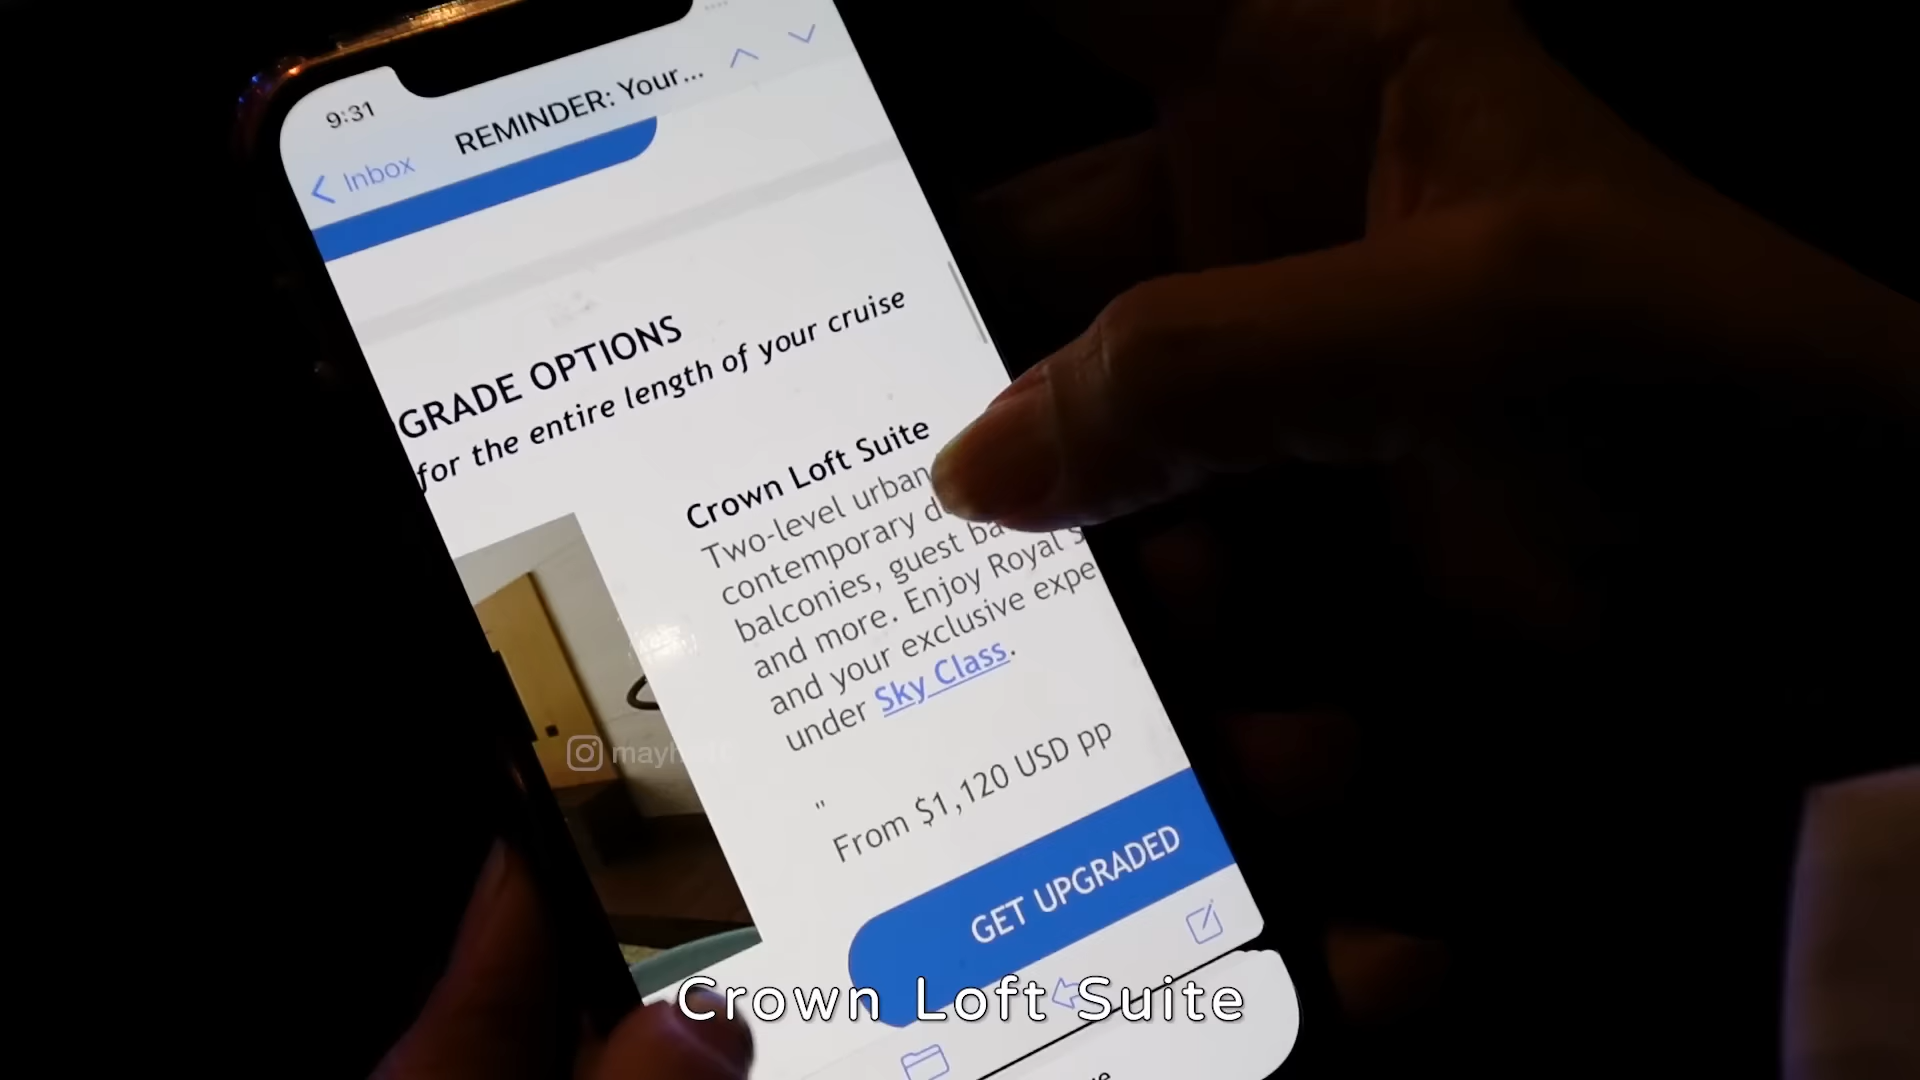 9:31
Inbox
REMINDER: Your...
GRADE OPTIONS
for the entire length of your cruise
Crown Loft Suite
Two-level urban
contemporary
balconies, guest
and more. Enjoy Royal
and your exclusive expe
under Sky Class.
"
From $1,120 USD pp
GET UPGRADED
Crown Loft Suite